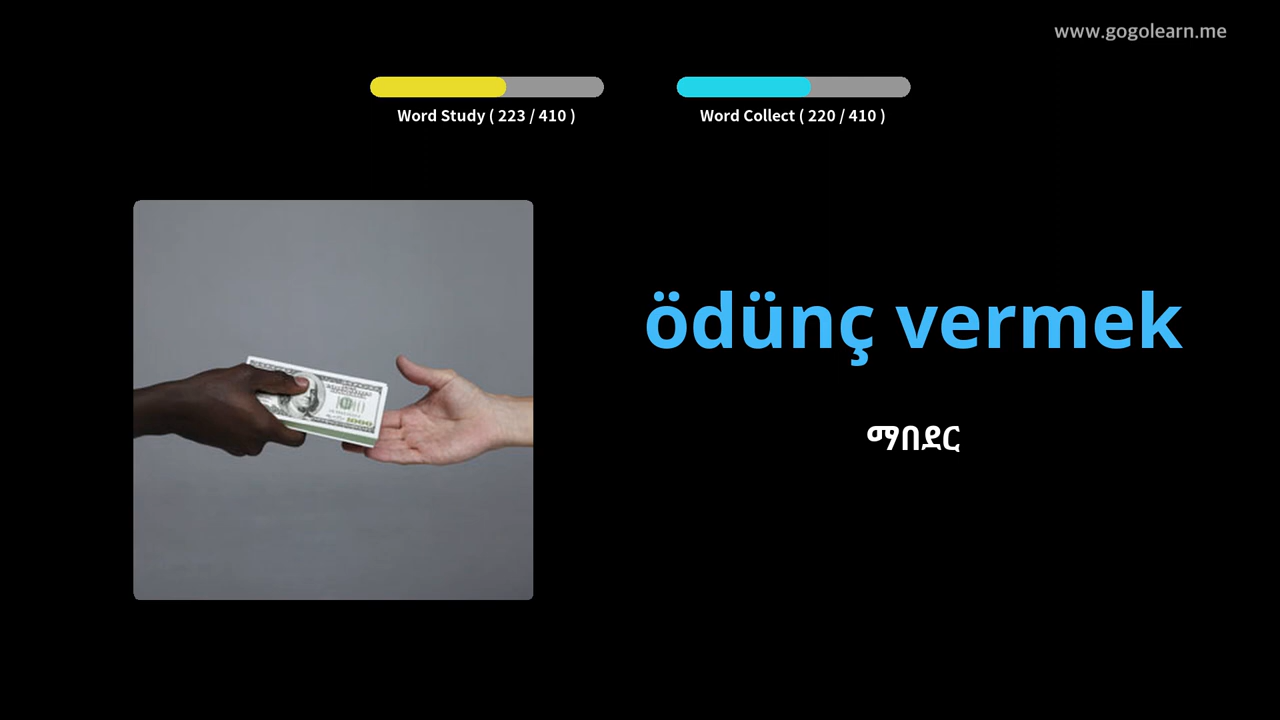 www.gogolearn.me
Word Study ( 223 / 410 )
Word Collect ( 220 / 410 )
ödünç vermek
ማበደር